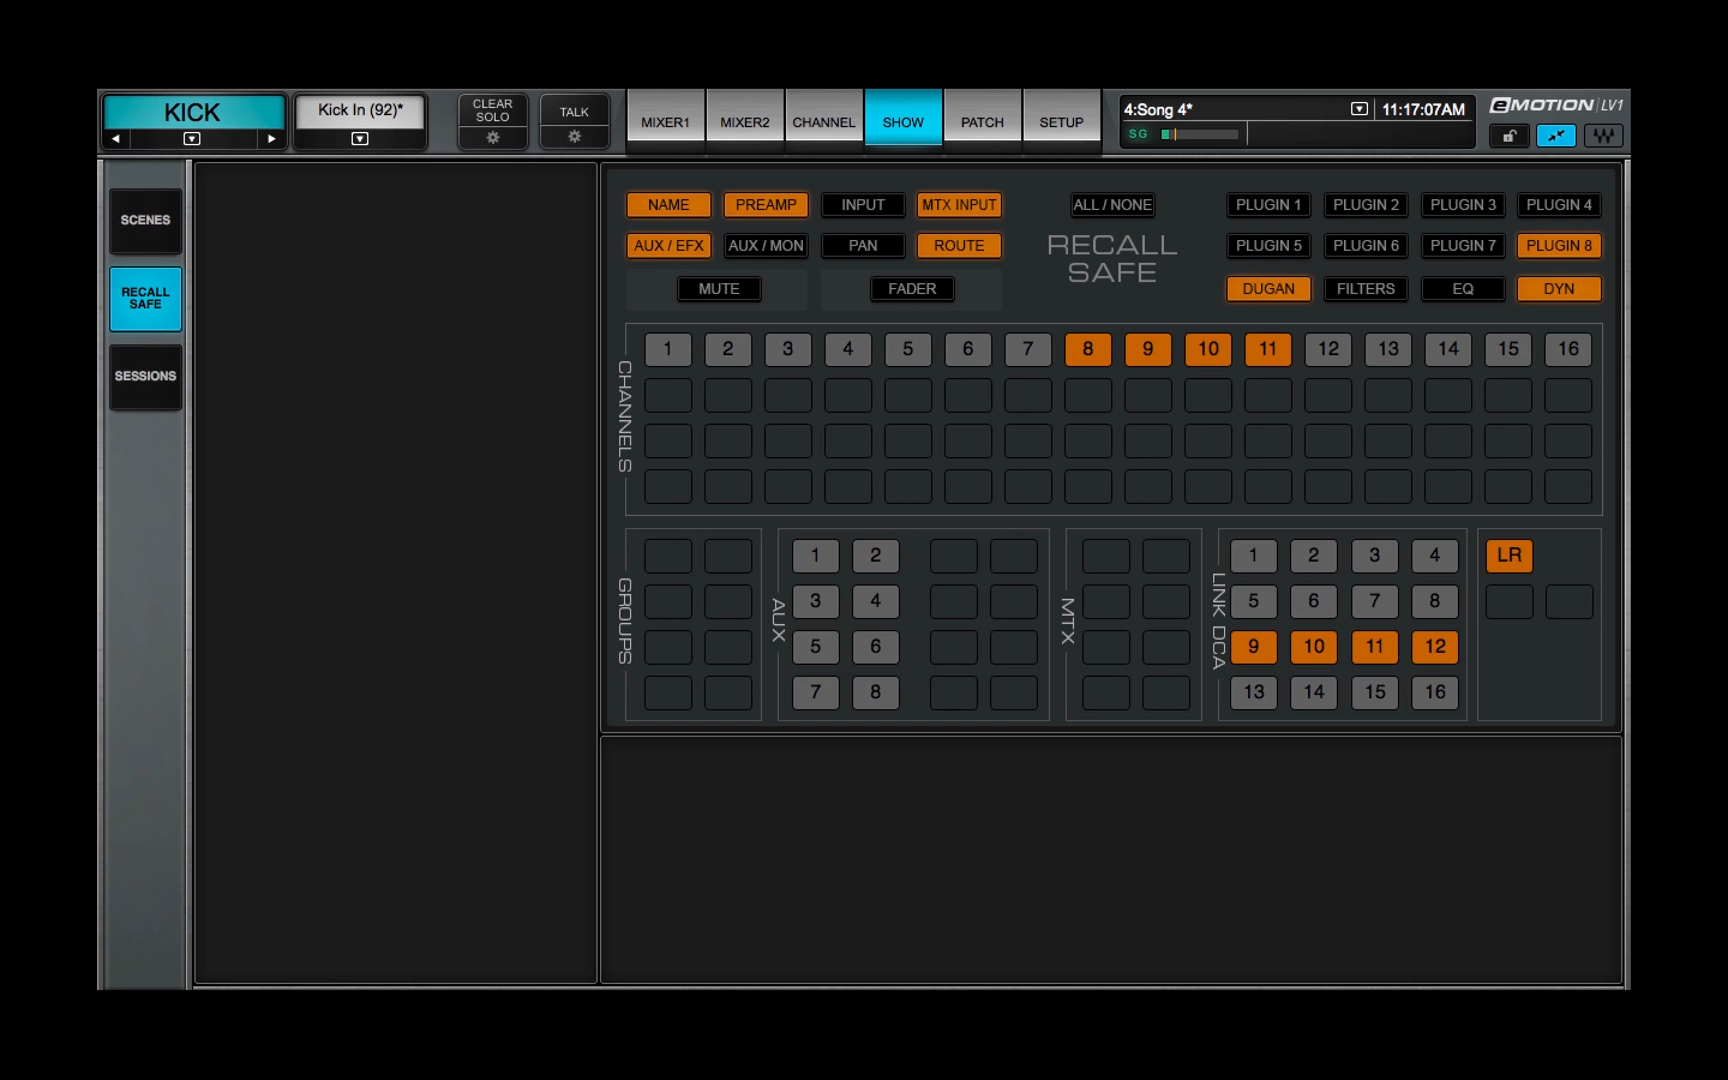 KICK
Kick In (92)*
CLEAR
SOLO
TALK
MIXER1
MIXER2
CHANNEL
SHOW
PATCH
SETUP
4:Song 4*
11:17:07AM
SG
eMOTION LV1
SCENES
RECALL
SAFE
SESSIONS
NAME
PREAMP
INPUT
MTX INPUT
ALL / NONE
PLUGIN 1
PLUGIN 2
PLUGIN 3
PLUGIN 4
AUX / EFX
AUX / MON
PAN
ROUTE
RECALL
SAFE
PLUGIN 5
PLUGIN 6
PLUGIN 7
PLUGIN 8
MUTE
FADER
DUGAN
FILTERS
EQ
DYN
CHANNELS
1 2 3 4 5 6 7 8 9 10 11 12 13 14 15 16
GROUPS
AUX
1 2
3 4
5 6
7 8
MTX
LINK DCA
1 2 3 4
5 6 7 8
9 10 11 12
13 14 15 16
LR